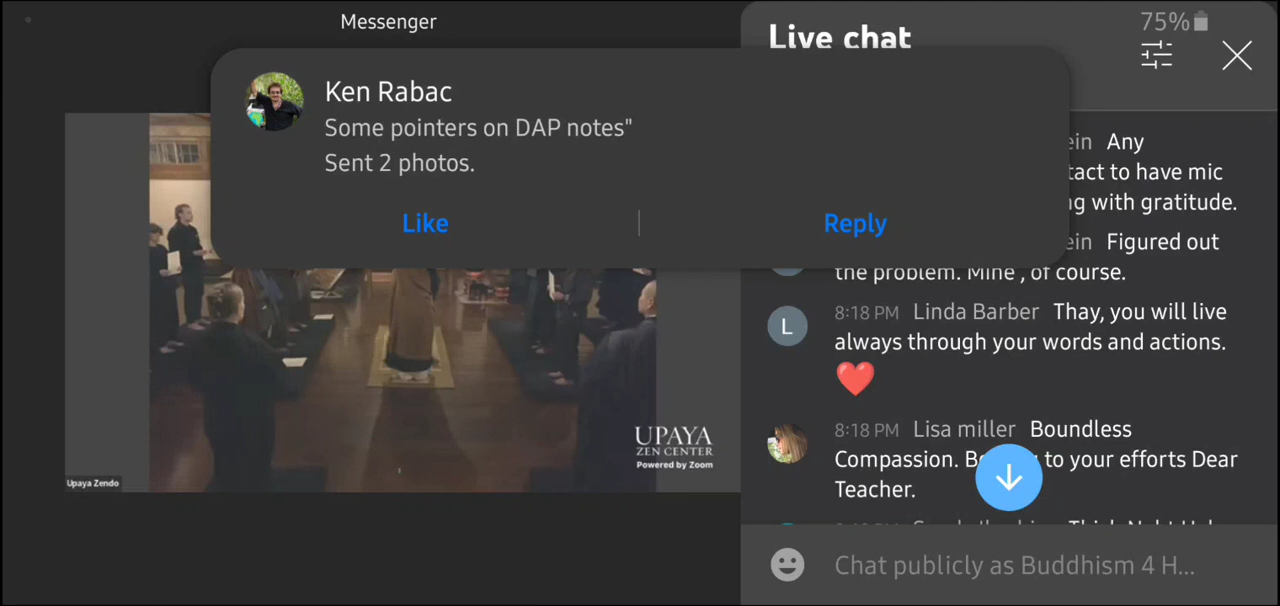 Messenger
75%
Live chat
Ken Rabac
Some pointers on DAP notes"
Sent 2 photos.
Like
Reply
ein Any
tact to have mic
ng with gratitude.
ein Figured out
the problem. Mine , of course.
L
8:18 PM Linda Barber Thay, you will live
always through your words and actions.
8:18 PM Lisa miller Boundless
Compassion. to your efforts Dear
Teacher.
UPAYA
ZEN CENTER
Powered by Zoom
Upaya Zendo
Chat publicly as Buddhism 4 H...